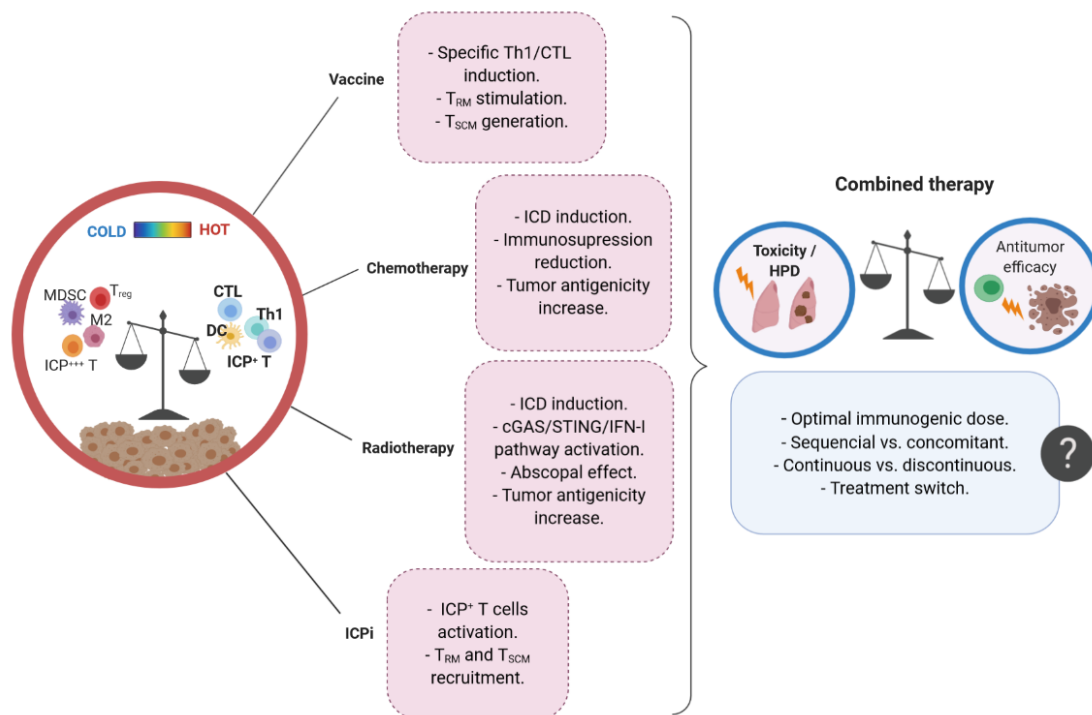 Vaccine
- Specific Th1/CTL
induction.
- TRM stimulation.
- TSCM generation.
COLD
HOT
MDSC
Treg
M2
ICP+++ T
CTL
DC
Th1
ICP+ T
Chemotherapy
- ICD induction.
- Immunosupression
reduction.
- Tumor antigenicity
increase.
Radiotherapy
- ICD induction.
- cGAS/STING/IFN-I
pathway activation.
- Abscopal effect.
- Tumor antigenicity
increase.
ICPi
- ICP+ T cells
activation.
- TRM and TSCM
recruitment.
Combined therapy
Toxicity /
HPD
Antitumor
efficacy
- Optimal immunogenic dose.
- Sequencial vs. concomitant.
- Continuous vs. discontinuous.
- Treatment switch.
?